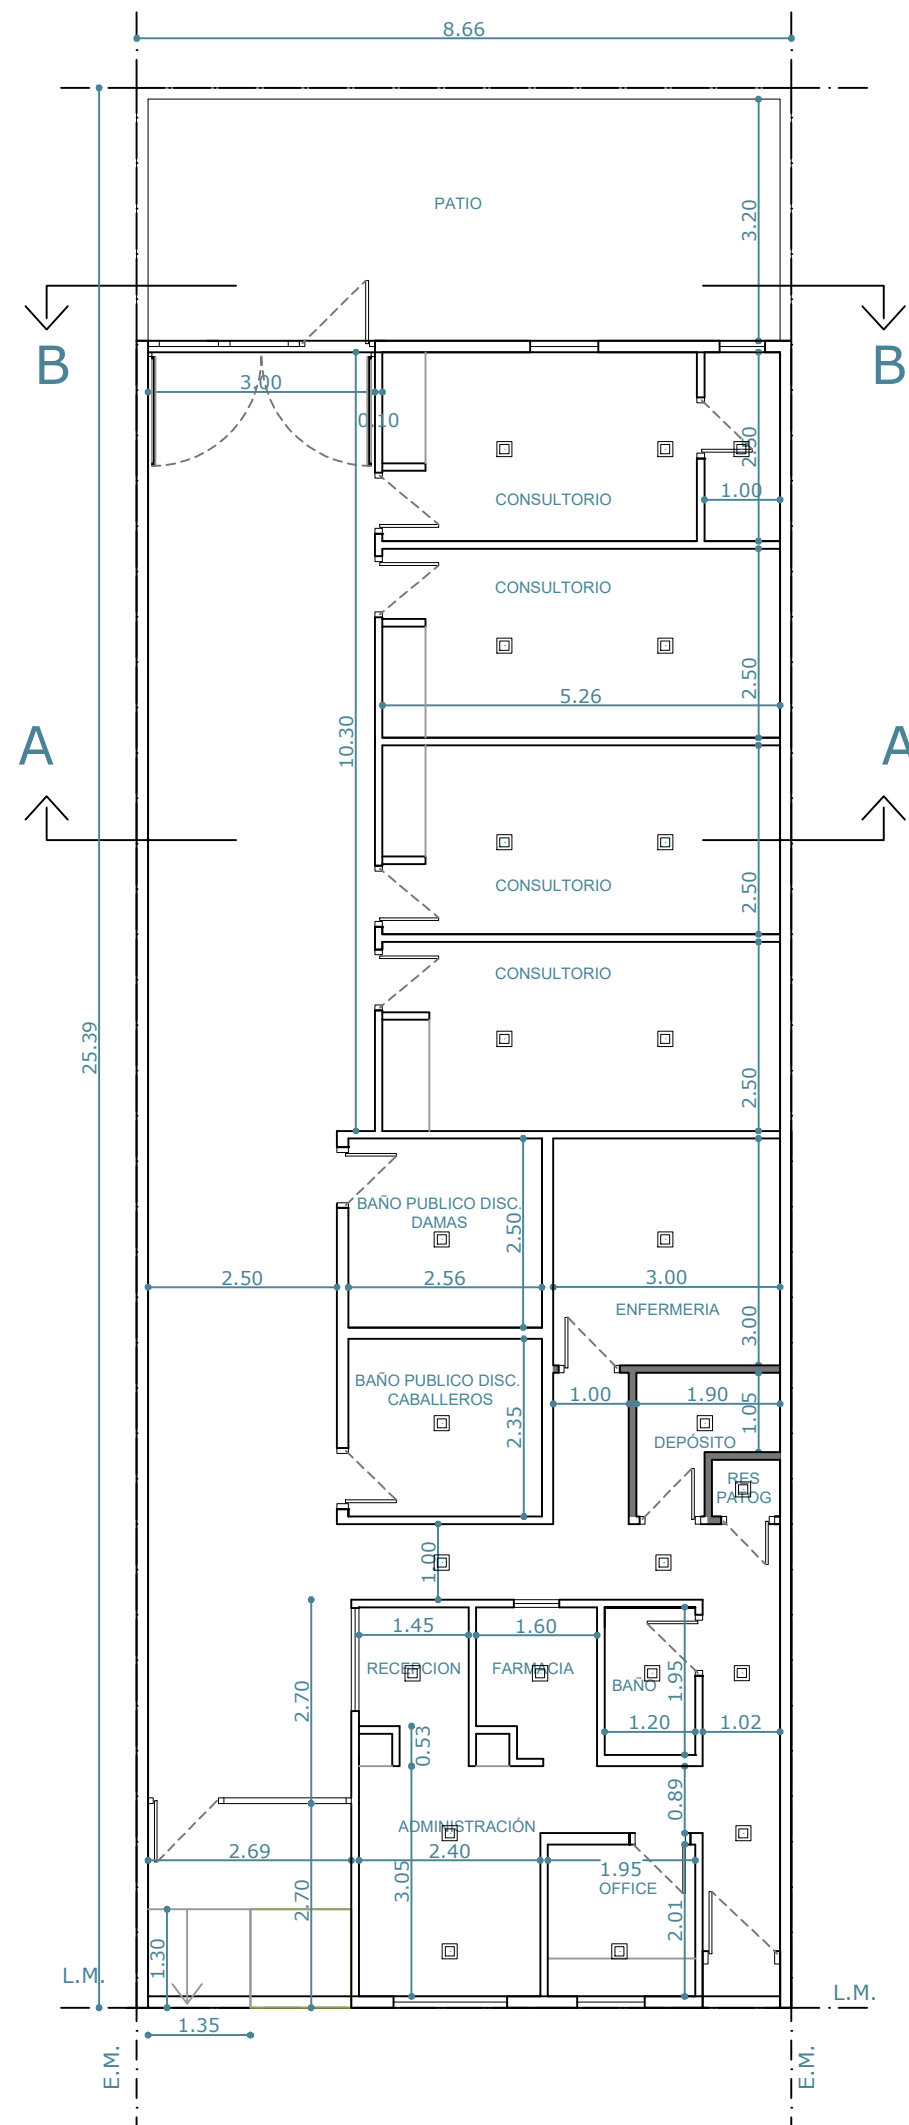 8.66
PATIO
3.20
B
B
3.00
0.10
2.50
1.00
CONSULTORIO
CONSULTORIO
2.50
5.26
10.30
A
A
2.50
CONSULTORIO
CONSULTORIO
25.39
2.50
BAÑO PUBLICO DISC.
DAMAS
2.50
2.50
2.56
3.00
ENFERMERIA
3.00
BAÑO PUBLICO DISC.
CABALLEROS
2.35
1.00
1.90
1.05
DEPÓSITO
RES
PATOG
1.00
1.45
1.60
RECEPCION
FARMACIA
BAÑO
1.95
2.70
1.20
1.02
0.53
0.89
ADMINISTRACIÓN
2.69
2.40
3.05
1.95
OFFICE
2.01
2.70
1.30
L.M.
L.M.
1.35
E.M.
E.M.